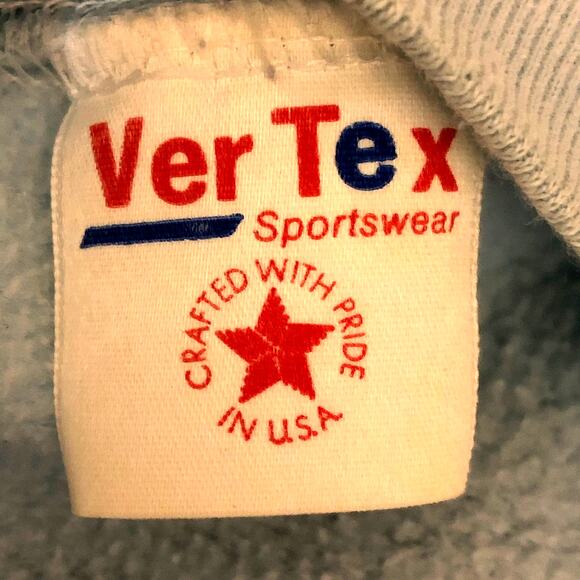 Ver Tex
Sportswear
CRAFTED WITH PRIDE
IN U.S.A